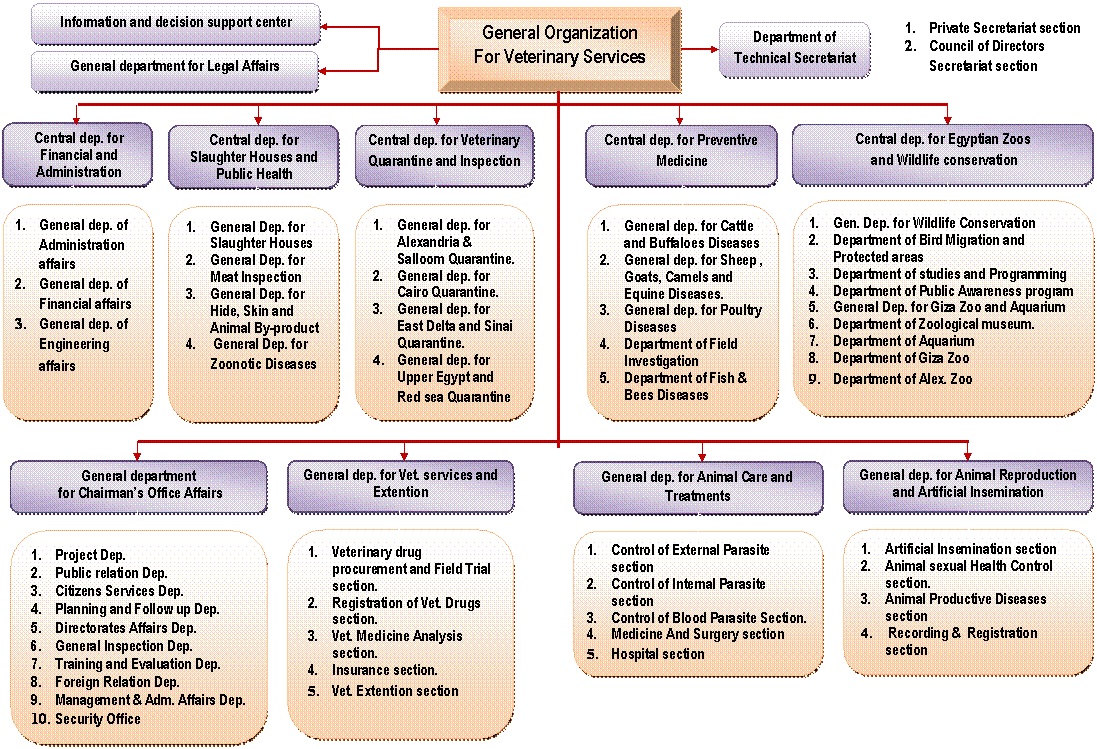 Information and decision support center
General department for Legal Affairs
General Organization
For Veterinary Services
Department of
Technical Secretariat
1. Private Secretariat section
2. Council of Directors
Secretariat section
Central dep. for
Financial and
Administration
Central dep. for
Slaughter Houses and
Public Health
Central dep. for Veterinary
Quarantine and Inspection
Central dep. for Preventive
Medicine
Central dep. for Egyptian Zoos
and Wildlife conservation
1. General dep. of
Administration
affairs
2. General dep. of
Financial affairs
3. General dep. of
Engineering
affairs
1. General Dep. for
Slaughter Houses
2. General Dep. for
Meat Inspection
3. General Dep. for
Hide, Skin and
Animal By-product
4. General Dep. for
Zoonotic Diseases
1. General dep. for
Alexandria &
Salloom Quarantine.
2. General dep. for
Cairo Quarantine.
3. General dep. for
East Delta and Sinai
Quarantine.
4. General dep. for
Upper Egypt and
Red sea Quarantine
1. General dep. for Cattle
and Buffaloes Diseases
2. General dep. for Sheep ,
Goats, Camels and
Equine Diseases.
3. General dep. for Poultry
Diseases
4. Department of Field
Investigation
5. Department of Fish &
Bees Diseases
1. Gen. Dep. for Wildlife Conservation
2. Department of Bird Migration and
Protected areas
3. Department of studies and Programming
4. Department of Public Awareness program
5. General Dep. for Giza Zoo and Aquarium
6. Department of Zoological museum.
7. Department of Aquarium
8. Department of Giza Zoo
9. Department of Alex. Zoo
General department
for Chairman's Office Affairs
General dep. for Vet. services and
Extention
General dep. for Animal Care and
Treatments
General dep. for Animal Reproduction
and Artificial Insemination
1. Project Dep.
2. Public relation Dep.
3. Citizens Services Dep.
4. Planning and Follow up Dep.
5. Directorates Affairs Dep.
6. General Inspection Dep.
7. Training and Evaluation Dep.
8. Foreign Relation Dep.
9. Management & Adm. Affairs Dep.
10. Security Office
1. Veterinary drug
procurement and Field Trial
section.
2. Registration of Vet. Drugs
section.
3. Vet. Medicine Analysis
section.
4. Insurance section.
5. Vet. Extention section
1. Control of External Parasite
section
2. Control of Internal Parasite
section
3. Control of Blood Parasite Section.
4. Medicine And Surgery section
5. Hospital section
1. Artificial Insemination section
2. Animal sexual Health Control
section.
3. Animal Productive Diseases
section
4. Recording & Registration
section